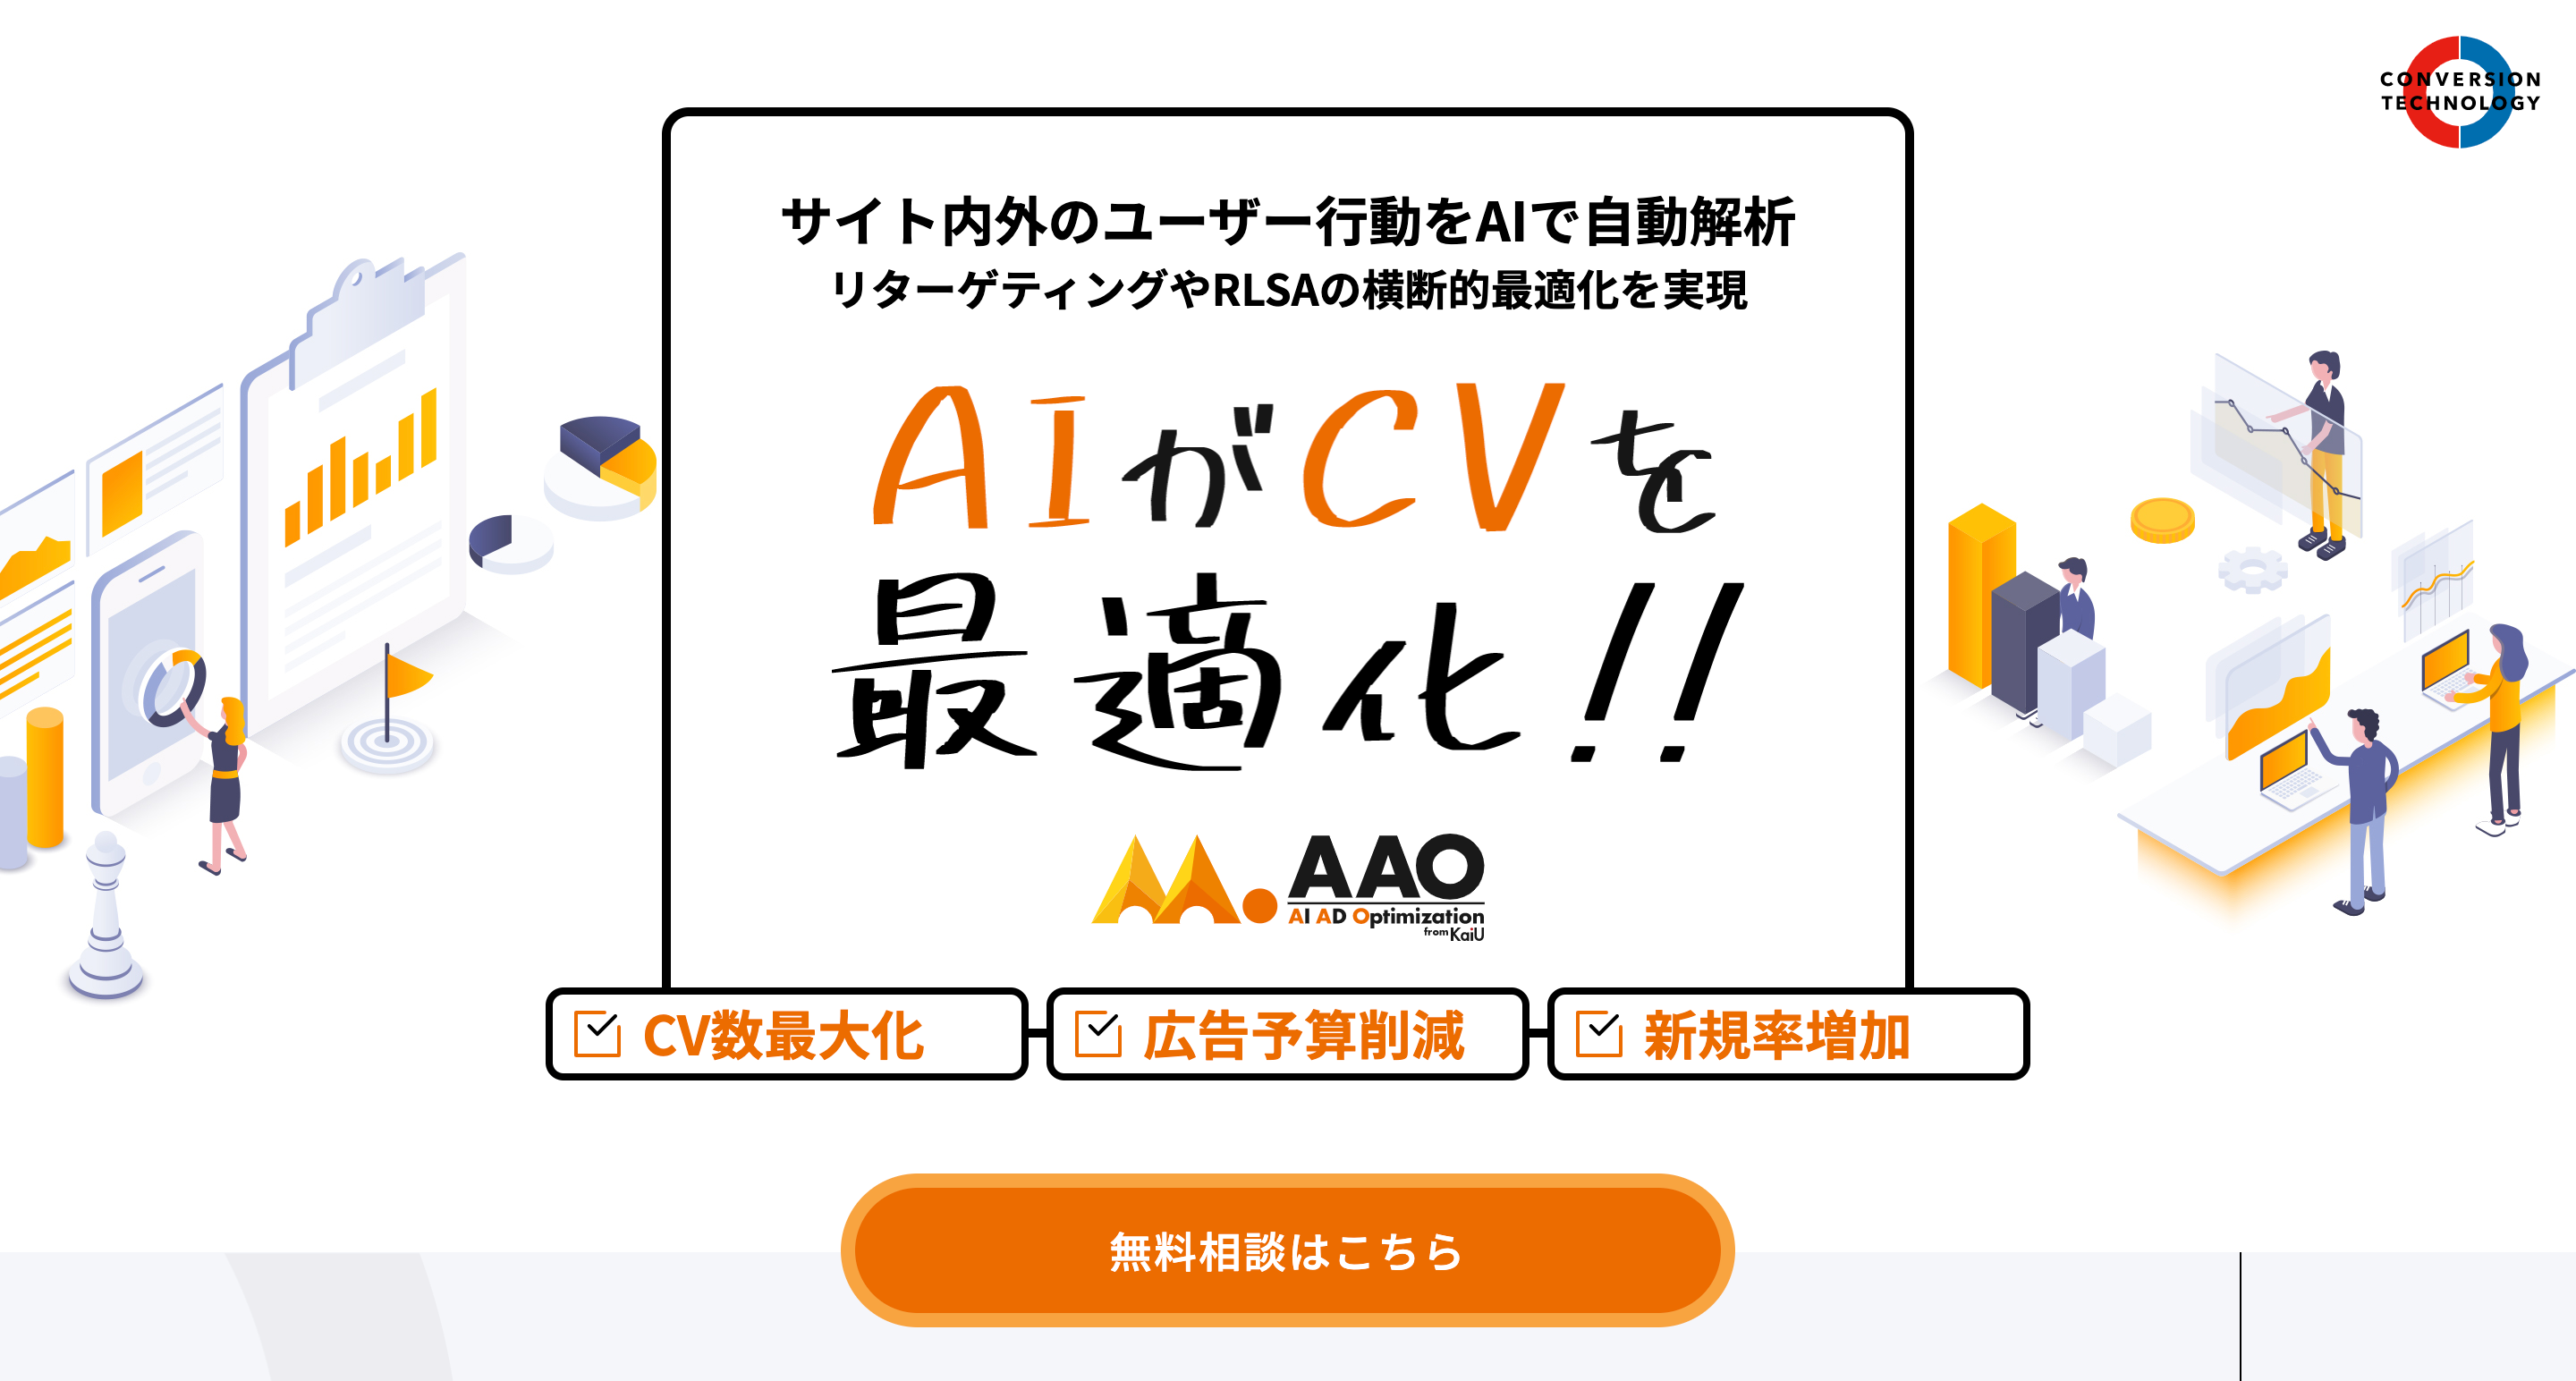 CONVERSION
TECHNOLOGY
サイト内外のユーザー行動をAIで自動解析
リターゲティングやRLSAの横断的最適化を実現
AIがCVを
最適化!!
AAO
AI AD Optimization
from KaiU
CV数最大化
広告予算削減
新規率増加
無料相談はこちら